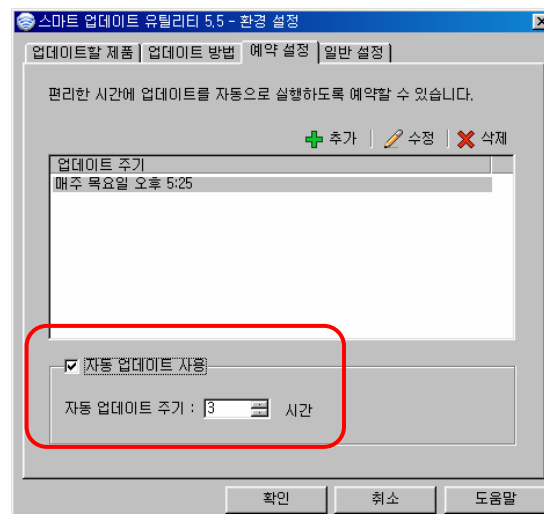 스마트 업데이트 유틸리티 5.5 - 환경 설정
업데이트할 제품 업데이트 방법 예약 설정 일반 설정
편리한 시간에 업데이트를 자동으로 실행하도록 예약할 수 있습니다.
추가 수정 삭제
업데이트 주기
매주 목요일 오후 5:25
자동 업데이트 사용
자동 업데이트 주기 : 3 시간
확인 취소 도움말